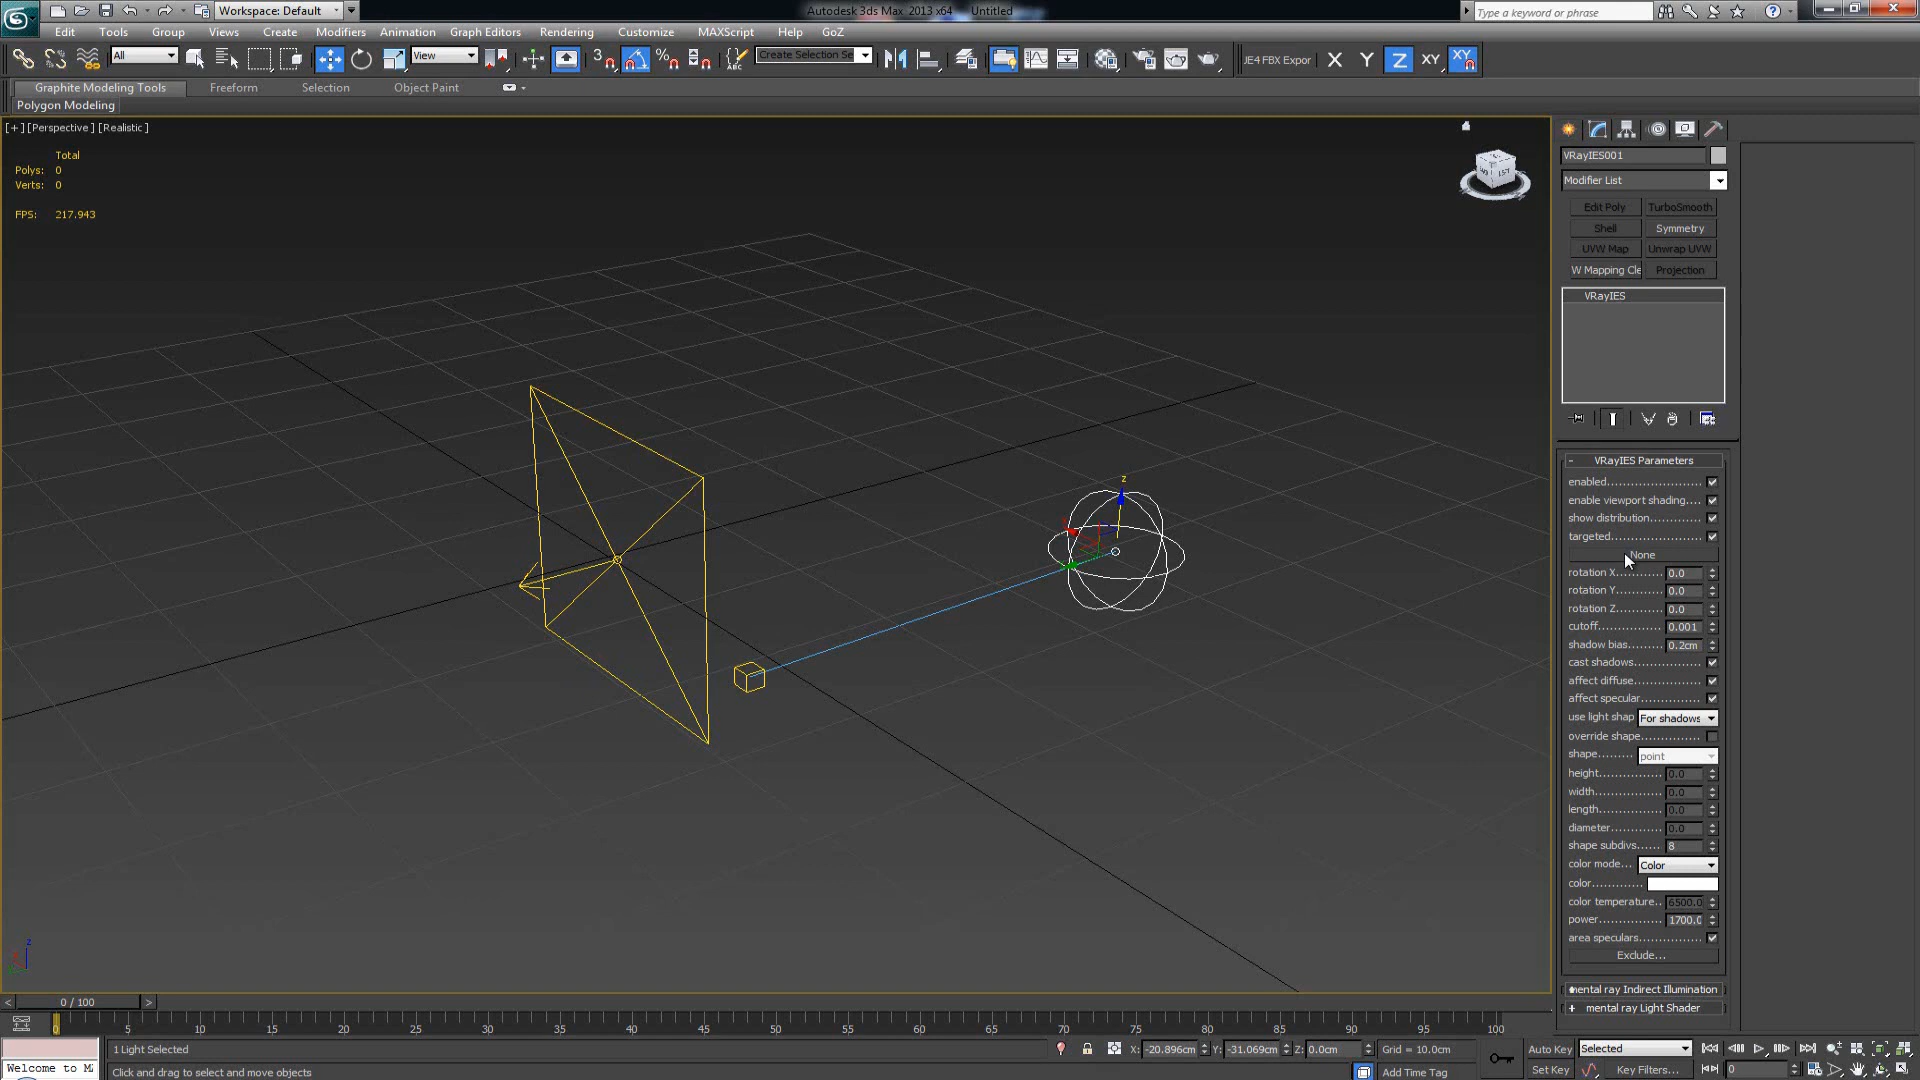 Workspace: Default
Autodesk 3ds Max 2013 x64 Untitled
Type a keyword or phrase
Edit Tools Group Views Create Modifiers Animation Graph Editors Rendering Customize MAXScript Help GoZ
All
View
3
%
ABC
Create Selection Se
JE4 FBX Expor
X Y Z XY XY
Graphite Modeling Tools Freeform Selection Object Paint
Polygon Modeling
[+] [Perspective] [Realistic]
Total
Polys: 0
Verts: 0
FPS: 217.943
z
z
VRayIES001
Modifier List
Edit Poly TurboSmooth
Shell Symmetry
UVW Map Unwrap UVW
W Mapping Cle Projection
VRayIES
- VRayIES Parameters
enabled
enable viewport shading....
show distribution
targeted
None
rotation X 0.0
rotation Y 0.0
rotation Z 0.0
cutoff 0.001
shadow bias 0.2cm
cast shadows
affect diffuse
affect specular
use light shap For shadows
override shape
shape point
height 0.0
width 0.0
length 0.0
diameter 0.0
shape subdivs 8
color mode... Color
color
color temperature.. 6500.0
power 1700.0
area speculars
Exclude...
mental ray Indirect Illumination
+ mental ray Light Shader
< 0 / 100 >
0 5 10 15 20 25 30 35 40 45 50 55 60 65 70 75 80 85 90 95 100
1 Light Selected
X: -20.896cm Y: -31.069cm Z: 0.0cm Grid = 10.0cm
Auto Key Selected
Welcome to MA
Click and drag to select and move objects
Add Time Tag
Set Key Key Filters... 0